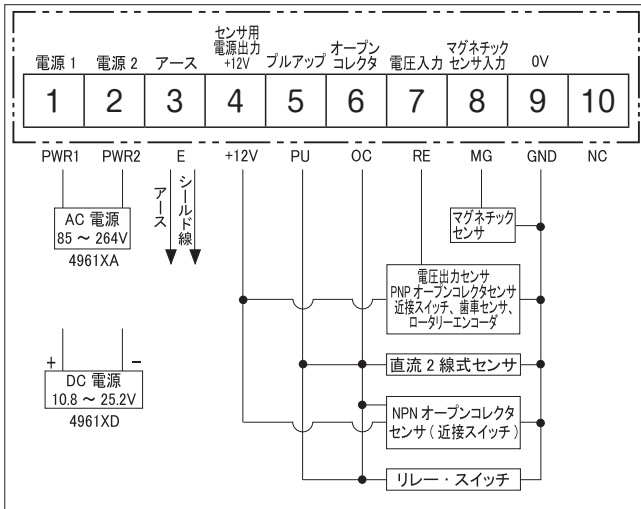 センサ用
電源出力
+12V
オープン
コレクタ
マグネチック
センサ入力
電源 1
電源 2
アース
プルアップ
電圧入力
0V
1 2 3 4 5 6 7 8 9 10
PWR1 PWR2 E +12V PU OC RE MG GND NC
アース
シールド線
AC 電源
85 ～ 264V
4961XA
マグネチック
センサ
電圧出力センサ
PNP オープンコレクタセンサ
近接スイッチ、歯車センサ、
ロータリーエンコーダ
+ −
DC 電源
10.8 ～ 25.2V
4961XD
直流 2 線式センサ
NPN オープンコレクタ
センサ ( 近接スイッチ )
リレー・スイッチ